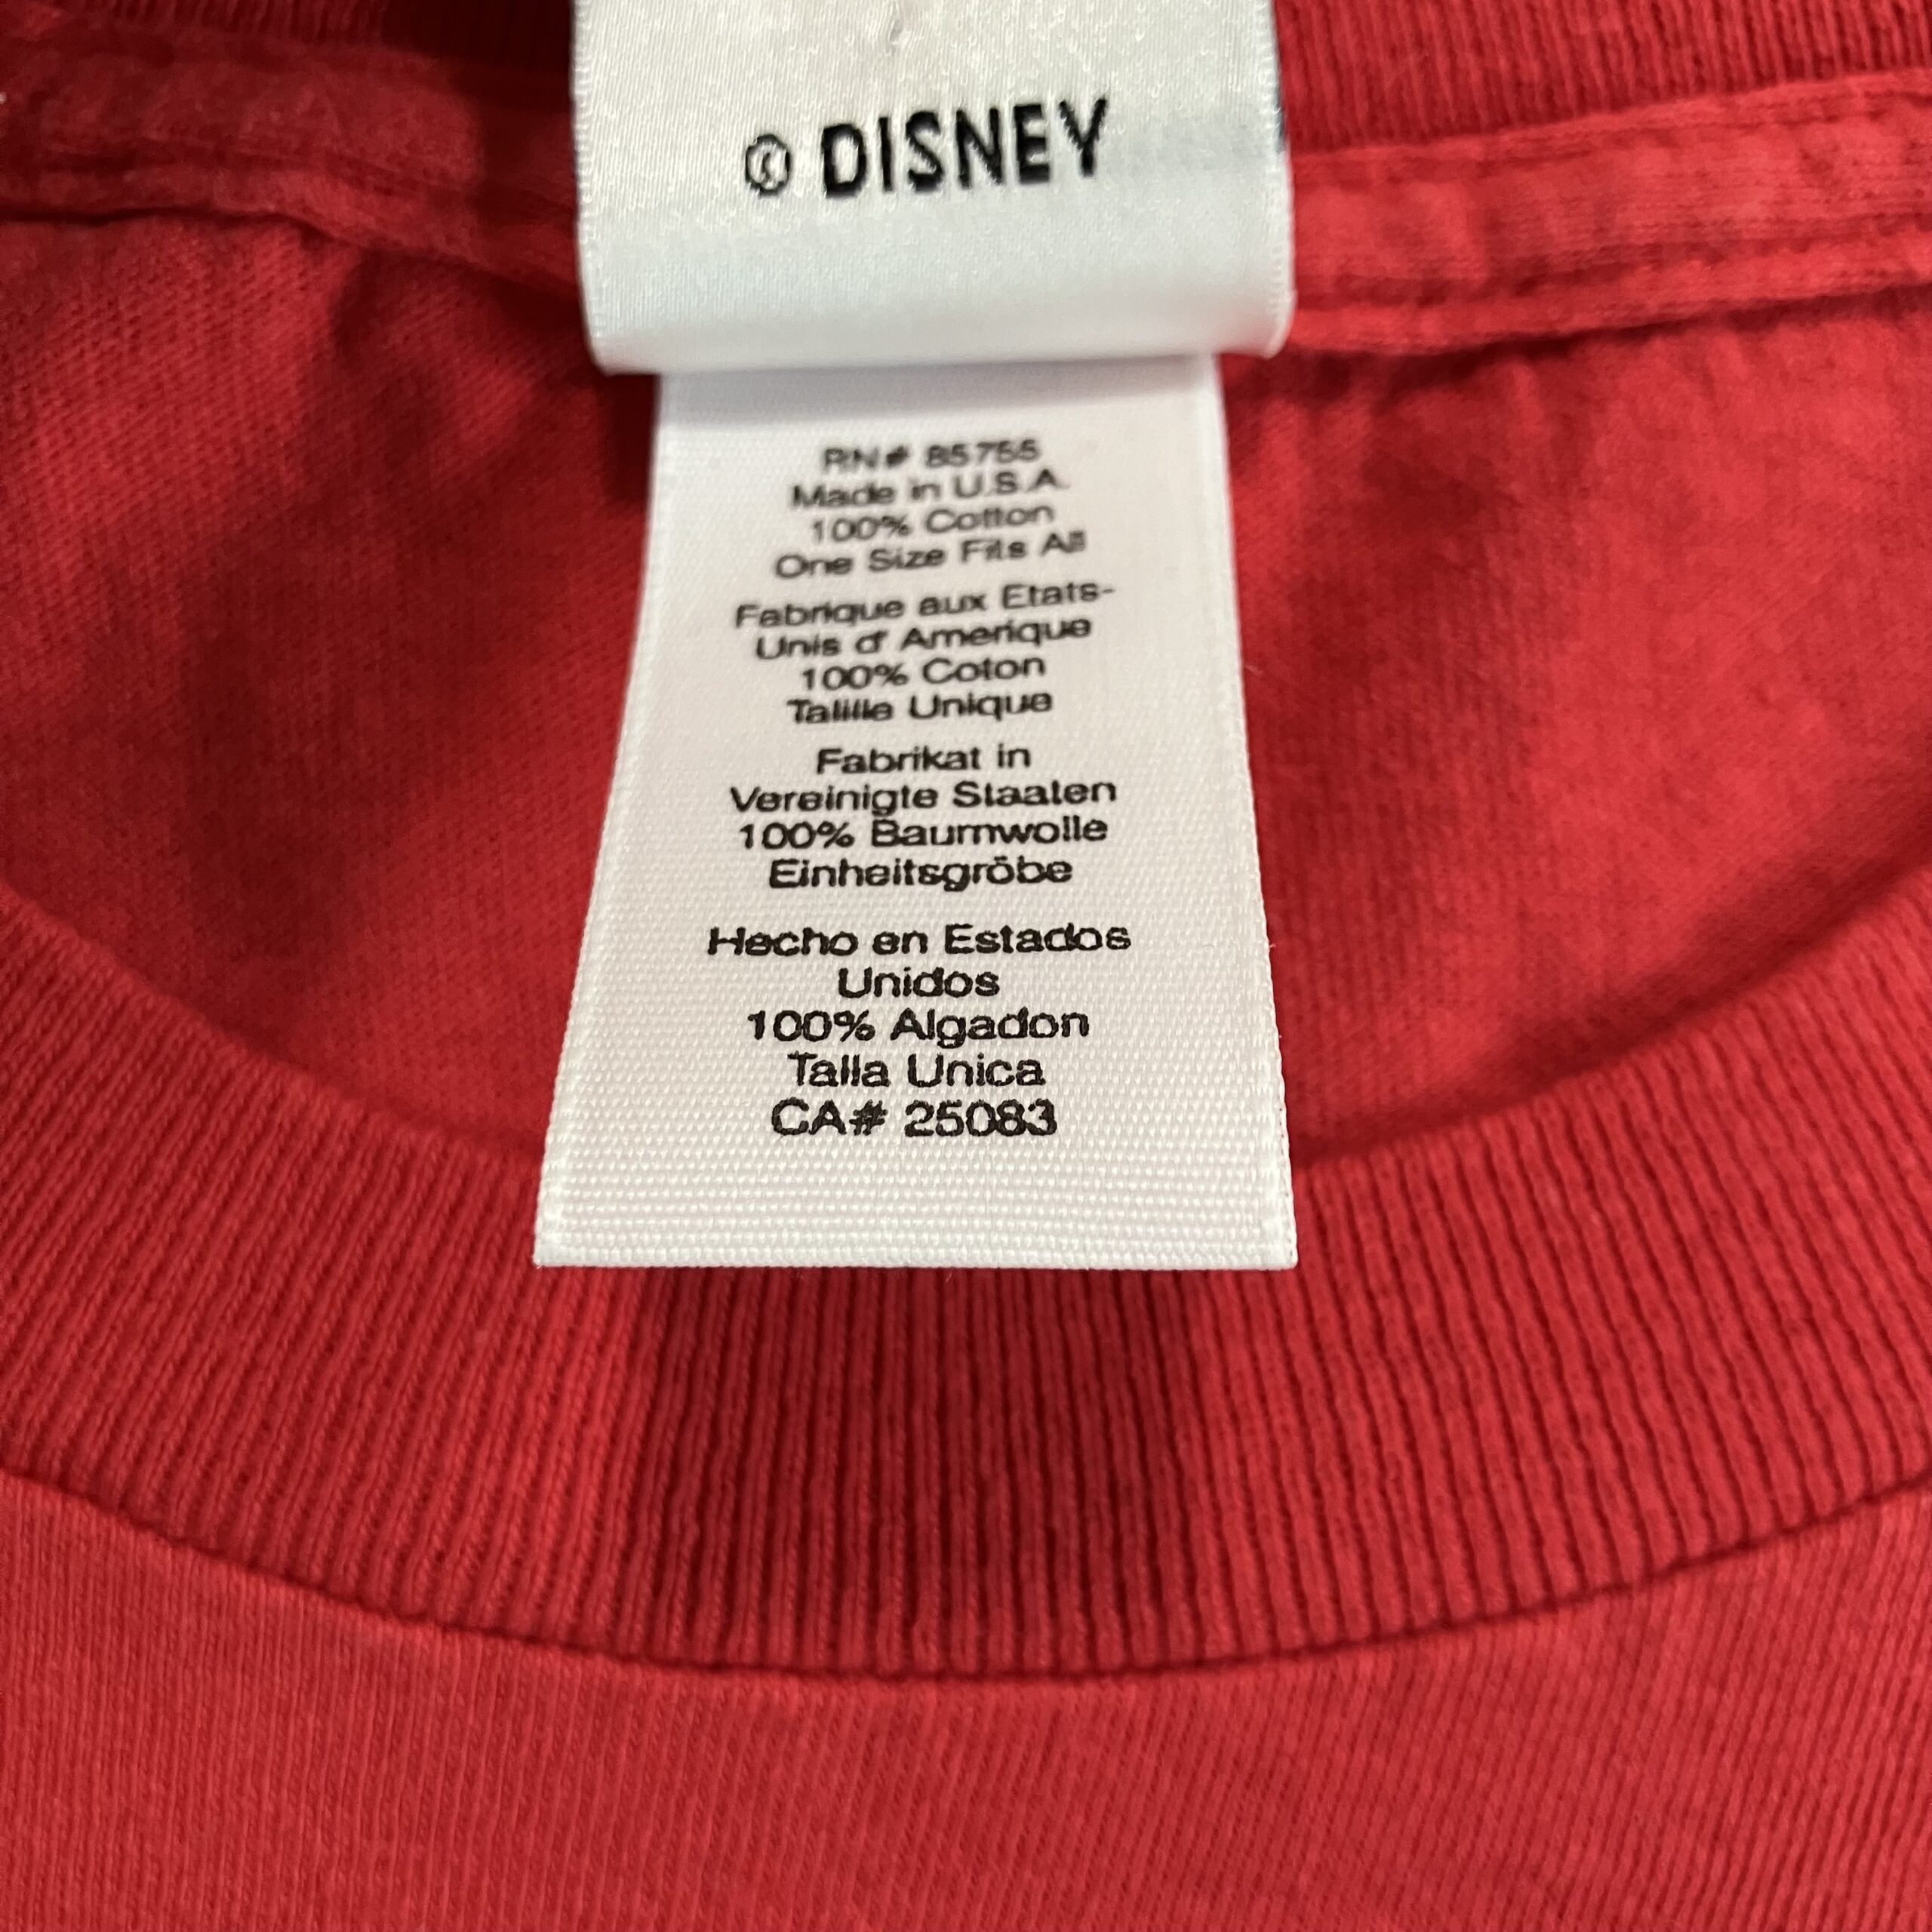 © DISNEY
RN# 85755
Made in U.S.A.
100% Cotton
One Size Fits All
Fabrique aux Etats-
Unis d' Amerique
100% Coton
Talille Unique
Fabrikat in
Vereinigte Staaten
100% Baumwolle
Einheitsgröbe
Hecho en Estados
Unidos
100% Algadon
Talla Unica
CA# 25083